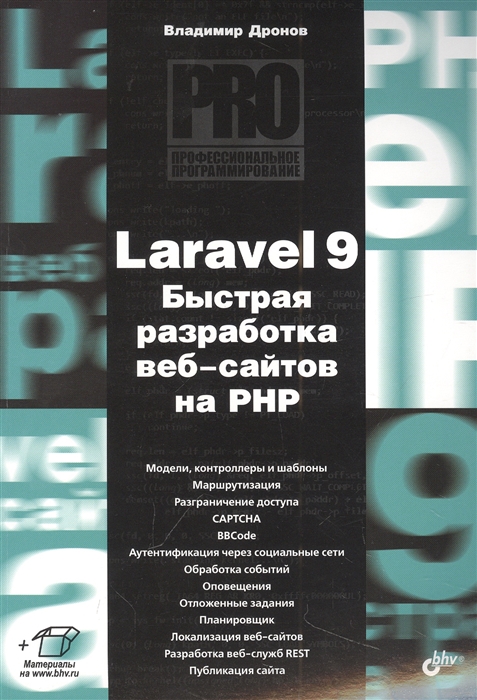 Владимир Дронов
PRO
ПРОФЕССИОНАЛЬНОЕ
ПРОГРАММИРОВАНИЕ
Laravel 9
Быстрая
разработка
веб-сайтов
на PHP
Модели, контроллеры и шаблоны
Маршрутизация
Разграничение доступа
CAPTCHA
BBCode
Аутентификация через социальные сети
Обработка событий
Оповещения
Отложенные задания
Планировщик
Локализация веб-сайтов
Разработка веб-служб REST
Публикация сайта
+
Материалы
на www.bhv.ru
bhv®